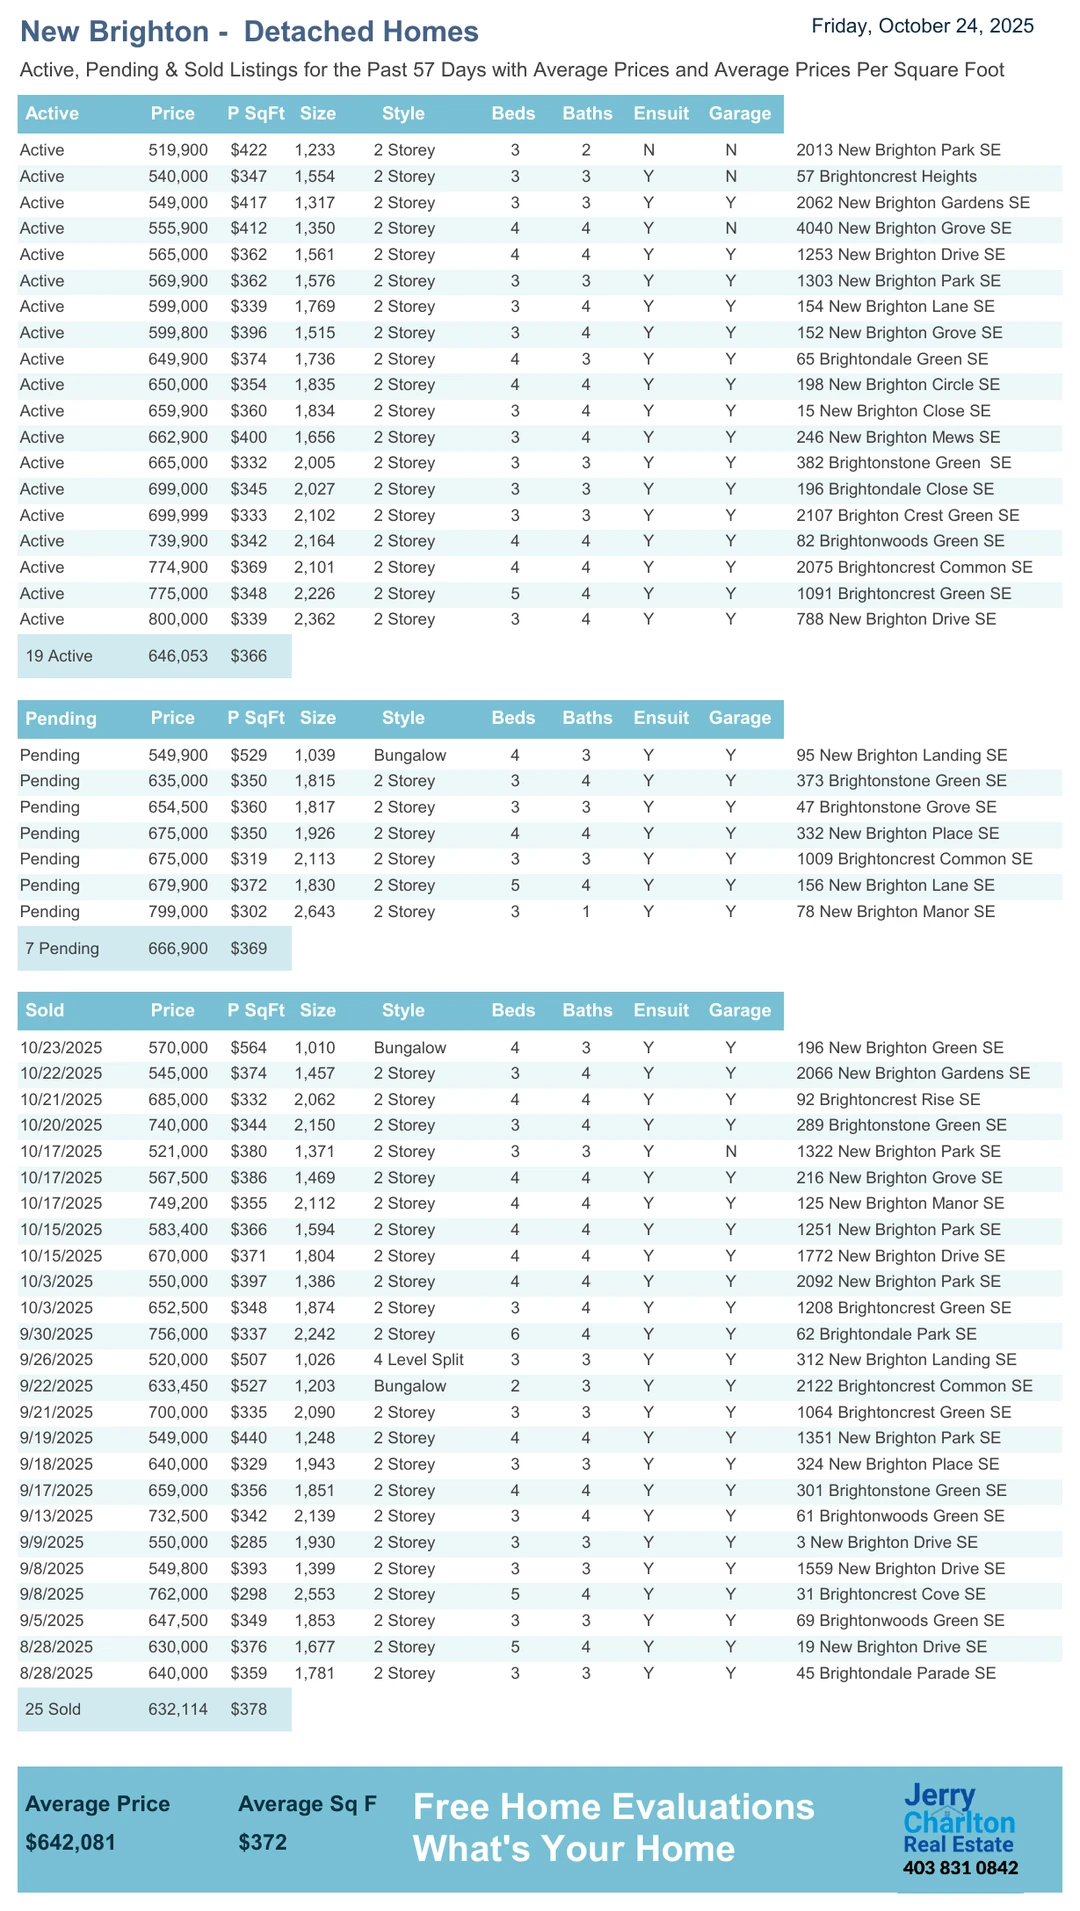 New Brighton - Detached Homes
Friday, October 24, 2025
Active, Pending & Sold Listings for the Past 57 Days with Average Prices and Average Prices Per Square Foot
Active Price P SqFt Size Style Beds Baths Ensuit Garage
Active 519,900 $422 1,233 2 Storey 3 2 N N 2013 New Brighton Park SE
Active 540,000 $347 1,554 2 Storey 3 3 Y N 57 Brightoncrest Heights
Active 549,000 $417 1,317 2 Storey 3 3 Y Y 2062 New Brighton Gardens SE
Active 555,900 $412 1,350 2 Storey 4 4 Y N 4040 New Brighton Grove SE
Active 565,000 $362 1,561 2 Storey 4 4 Y Y 1253 New Brighton Drive SE
Active 569,900 $362 1,576 2 Storey 3 3 Y Y 1303 New Brighton Park SE
Active 599,000 $339 1,769 2 Storey 3 4 Y Y 154 New Brighton Lane SE
Active 599,800 $396 1,515 2 Storey 3 4 Y Y 152 New Brighton Grove SE
Active 649,900 $374 1,736 2 Storey 4 3 Y Y 65 Brightondale Green SE
Active 650,000 $354 1,835 2 Storey 4 4 Y Y 198 New Brighton Circle SE
Active 659,900 $360 1,834 2 Storey 3 4 Y Y 15 New Brighton Close SE
Active 662,900 $400 1,656 2 Storey 3 4 Y Y 246 New Brighton Mews SE
Active 665,000 $332 2,005 2 Storey 3 3 Y Y 382 Brightonstone Green SE
Active 699,000 $345 2,027 2 Storey 3 3 Y Y 196 Brightondale Close SE
Active 699,999 $333 2,102 2 Storey 3 3 Y Y 2107 Brighton Crest Green SE
Active 739,900 $342 2,164 2 Storey 4 4 Y Y 82 Brightonwoods Green SE
Active 774,900 $369 2,101 2 Storey 4 4 Y Y 2075 Brightoncrest Common SE
Active 775,000 $348 2,226 2 Storey 5 4 Y Y 1091 Brightoncrest Green SE
Active 800,000 $339 2,362 2 Storey 3 4 Y Y 788 New Brighton Drive SE
19 Active 646,053 $366
Pending Price P SqFt Size Style Beds Baths Ensuit Garage
Pending 549,900 $529 1,039 Bungalow 4 3 Y Y 95 New Brighton Landing SE
Pending 635,000 $350 1,815 2 Storey 3 4 Y Y 373 Brightonstone Green SE
Pending 654,500 $360 1,817 2 Storey 3 3 Y Y 47 Brightonstone Grove SE
Pending 675,000 $350 1,926 2 Storey 4 4 Y Y 332 New Brighton Place SE
Pending 675,000 $319 2,113 2 Storey 3 3 Y Y 1009 Brightoncrest Common SE
Pending 679,900 $372 1,830 2 Storey 5 4 Y Y 156 New Brighton Lane SE
Pending 799,000 $302 2,643 2 Storey 3 1 Y Y 78 New Brighton Manor SE
7 Pending 666,900 $369
Sold Price P SqFt Size Style Beds Baths Ensuit Garage
10/23/2025 570,000 $564 1,010 Bungalow 4 3 Y Y 196 New Brighton Green SE
10/22/2025 545,000 $374 1,457 2 Storey 3 4 Y Y 2066 New Brighton Gardens SE
10/21/2025 685,000 $332 2,062 2 Storey 4 4 Y Y 92 Brightoncrest Rise SE
10/20/2025 740,000 $344 2,150 2 Storey 3 4 Y Y 289 Brightonstone Green SE
10/17/2025 521,000 $380 1,371 2 Storey 3 3 Y N 1322 New Brighton Park SE
10/17/2025 567,500 $386 1,469 2 Storey 4 4 Y Y 216 New Brighton Grove SE
10/17/2025 749,200 $355 2,112 2 Storey 4 4 Y Y 125 New Brighton Manor SE
10/15/2025 583,400 $366 1,594 2 Storey 4 4 Y Y 1251 New Brighton Park SE
10/15/2025 670,000 $371 1,804 2 Storey 4 4 Y Y 1772 New Brighton Drive SE
10/3/2025 550,000 $397 1,386 2 Storey 4 4 Y Y 2092 New Brighton Park SE
10/3/2025 652,500 $348 1,874 2 Storey 3 4 Y Y 1208 Brightoncrest Green SE
9/30/2025 756,000 $337 2,242 2 Storey 6 4 Y Y 62 Brightondale Park SE
9/26/2025 520,000 $507 1,026 4 Level Split 3 3 Y Y 312 New Brighton Landing SE
9/22/2025 633,450 $527 1,203 Bungalow 2 3 Y Y 2122 Brightoncrest Common SE
9/21/2025 700,000 $335 2,090 2 Storey 3 3 Y Y 1064 Brightoncrest Green SE
9/19/2025 549,000 $440 1,248 2 Storey 4 4 Y Y 1351 New Brighton Park SE
9/18/2025 640,000 $329 1,943 2 Storey 3 3 Y Y 324 New Brighton Place SE
9/17/2025 659,000 $356 1,851 2 Storey 4 4 Y Y 301 Brightonstone Green SE
9/13/2025 732,500 $342 2,139 2 Storey 3 4 Y Y 61 Brightonwoods Green SE
9/9/2025 550,000 $285 1,930 2 Storey 3 3 Y Y 3 New Brighton Drive SE
9/8/2025 549,800 $393 1,399 2 Storey 3 3 Y Y 1559 New Brighton Drive SE
9/8/2025 762,000 $298 2,553 2 Storey 5 4 Y Y 31 Brightoncrest Cove SE
9/5/2025 647,500 $349 1,853 2 Storey 3 3 Y Y 69 Brightonwoods Green SE
8/28/2025 630,000 $376 1,677 2 Storey 5 4 Y Y 19 New Brighton Drive SE
8/28/2025 640,000 $359 1,781 2 Storey 3 3 Y Y 45 Brightondale Parade SE
25 Sold 632,114 $378
Average Price Average Sq F
$642,081 $372
Free Home Evaluations
What's Your Home
Jerry
Charlton
Real Estate
403 831 0842